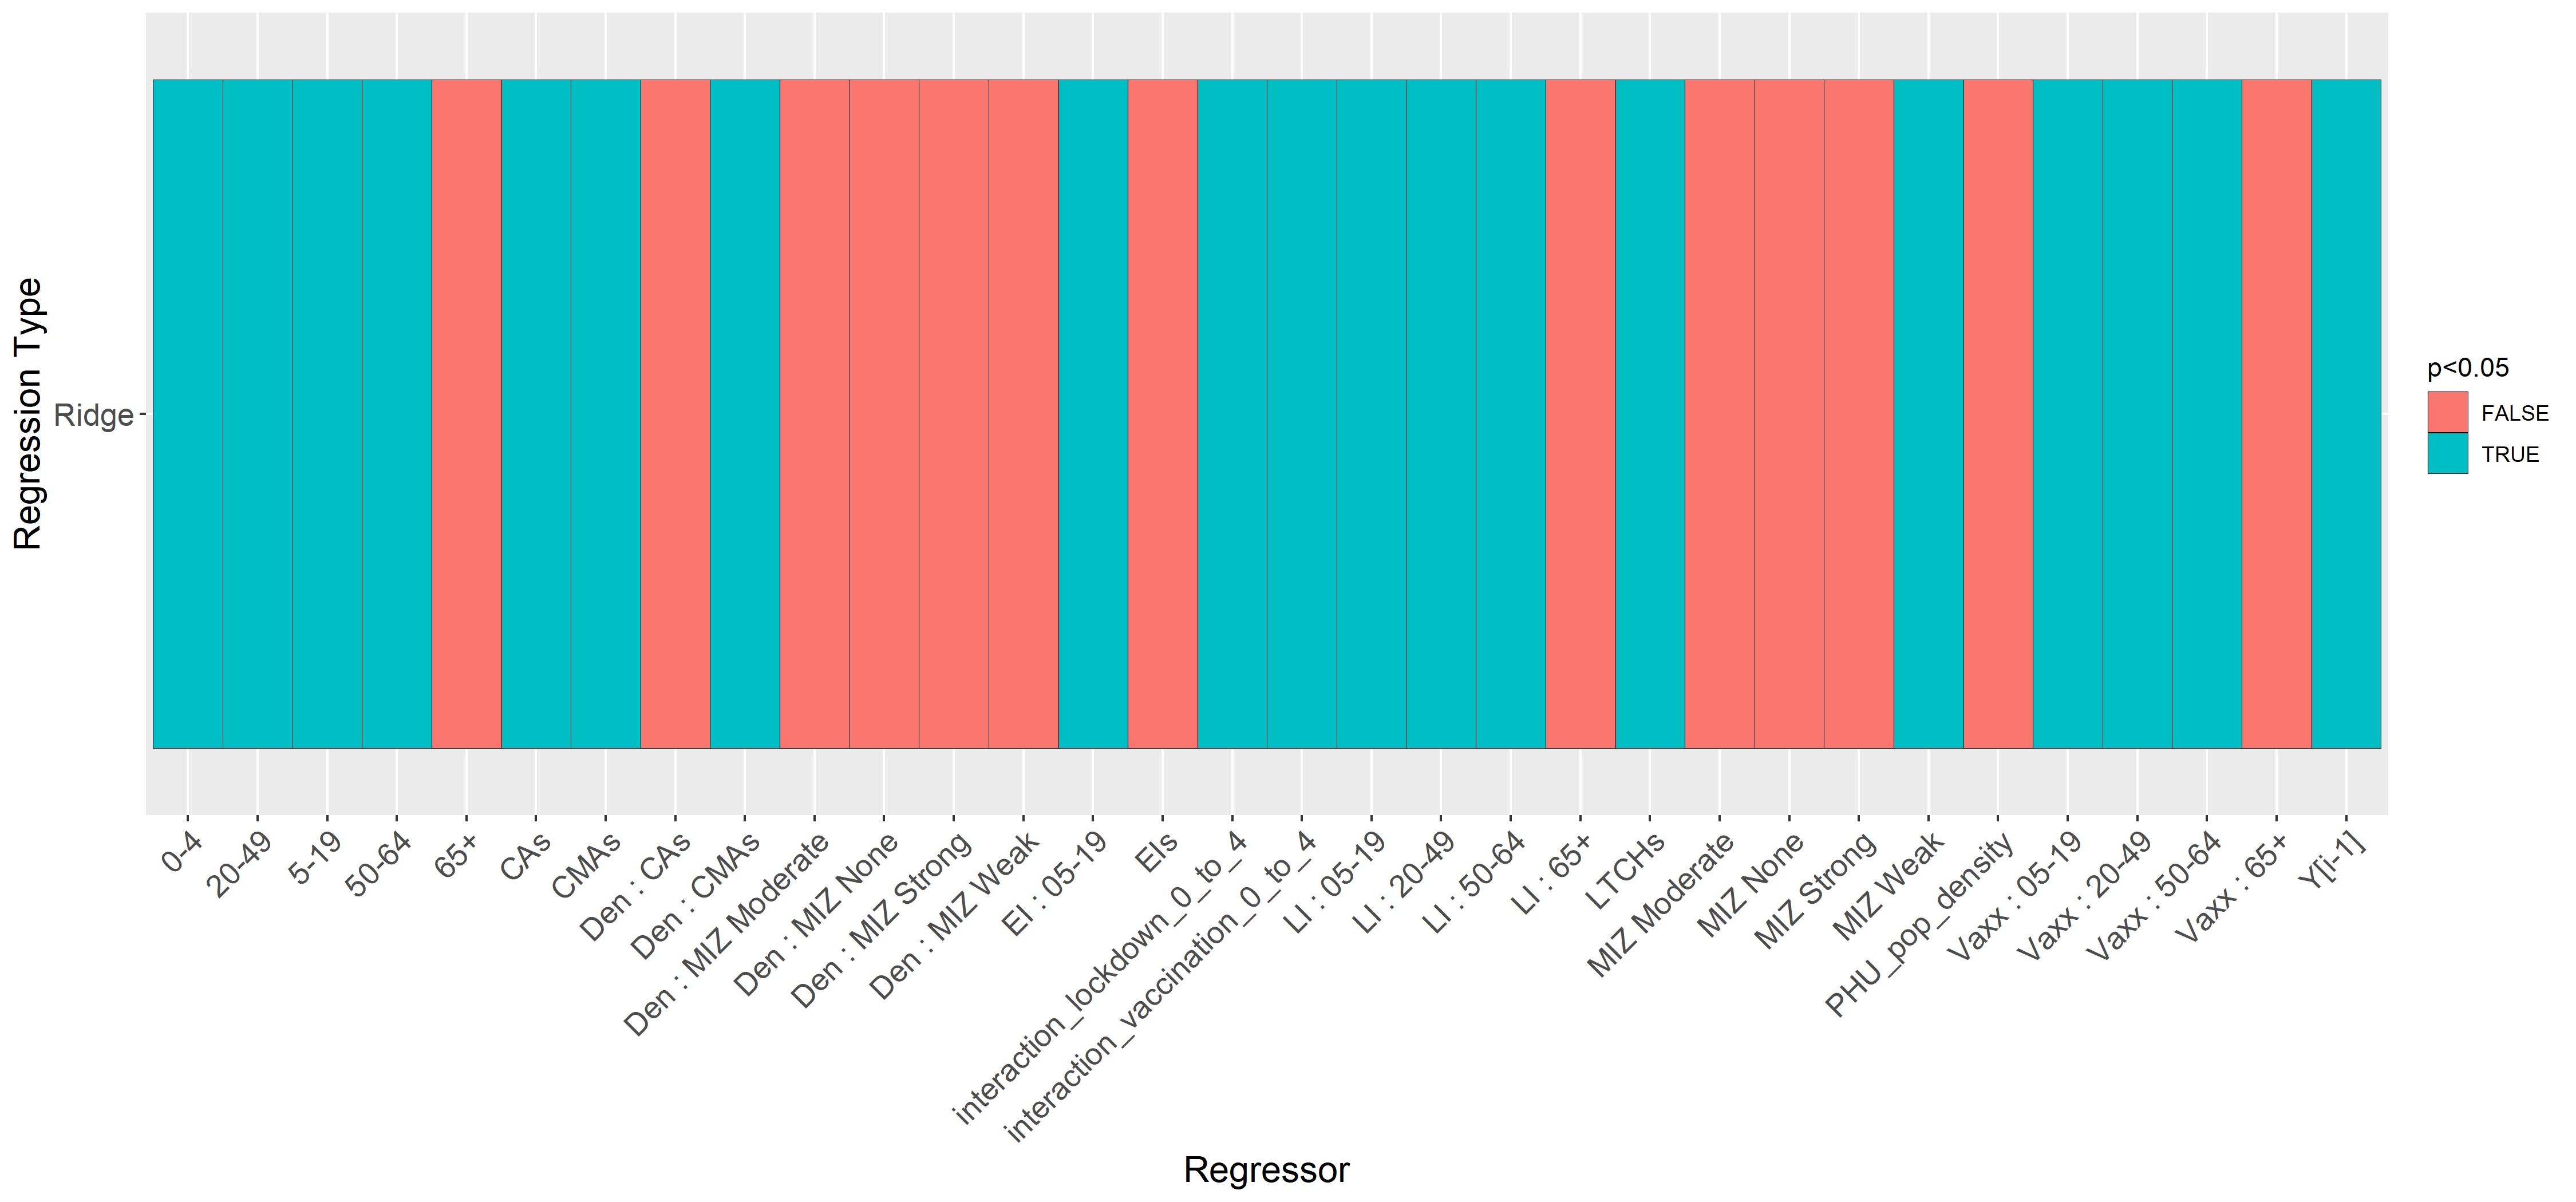 Regression Type
Ridge
p<0.05
FALSE
TRUE
0-4
20-49
5-19
50-64
65+
CAs
CMAs
Den : CAs
Den : CMAs
Den : MIZ Moderate
Den : MIZ None
Den : MIZ Strong
Den : MIZ Weak
EI : 05-19
EIs
interaction_lockdown_0_to_4
interaction_vaccination_0_to_4
LI : 05-19
LI : 20-49
LI : 50-64
LI : 65+
LTCHs
MIZ Moderate
MIZ None
MIZ Strong
MIZ Weak
PHU_pop_density
Vaxx : 05-19
Vaxx : 20-49
Vaxx : 50-64
Vaxx : 65+
Y[i-1]
Regressor